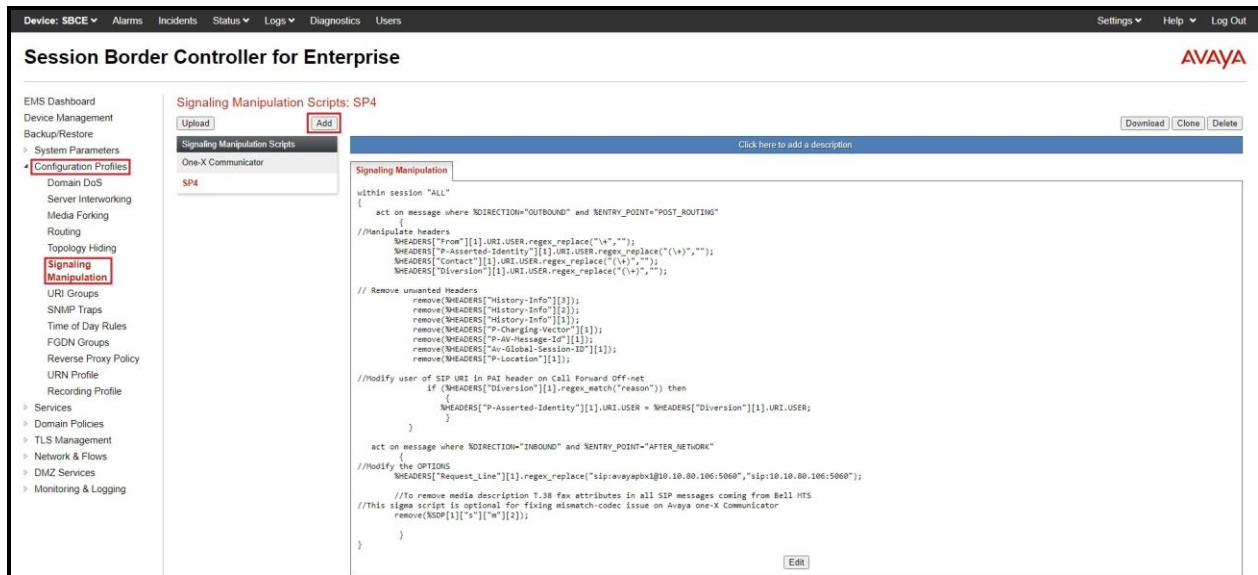 Device: SBCE Alarms Incidents Status Logs Diagnostics Users Settings Help Log Out
Session Border Controller for Enterprise
AVAYA
EMS Dashboard
Device Management
Backup/Restore
System Parameters
Configuration Profiles
Domain DoS
Server Interworking
Media Forking
Routing
Topology Hiding
Signaling
Manipulation
URI Groups
SNMP Traps
Time of Day Rules
FGDN Groups
Reverse Proxy Policy
URN Profile
Recording Profile
Services
Domain Policies
TLS Management
Network & Flows
DMZ Services
Monitoring & Logging
Signaling Manipulation Scripts: SP4
Upload Add Download Clone Delete
Signaling Manipulation Scripts
One-X Communicator
SP4
Click here to add a description.
Signaling Manipulation
within session "ALL"
{
act on message where %DIRECTION="OUTBOUND" and %ENTRY_POINT="POST_ROUTING"
{
//Manipulate headers
%HEADERS["From"][1].URI.USER.regex_replace("\+","");
%HEADERS["P-Asserted-Identity"][1].URI.USER.regex_replace("(\+)","");
%HEADERS["Contact"][1].URI.USER.regex_replace("(\+)","");
%HEADERS["Diversion"][1].URI.USER.regex_replace("(\+)","");
// Remove unwanted Headers
remove(%HEADERS["History-Info"][3]);
remove(%HEADERS["History-Info"][2]);
remove(%HEADERS["History-Info"][1]);
remove(%HEADERS["P-Charging-Vector"][1]);
remove(%HEADERS["P-AV-Message-Id"][1]);
remove(%HEADERS["Av-Global-Session-ID"][1]);
remove(%HEADERS["P-Location"][1]);
//Modify user of SIP URI in PAI header on Call Forward Off-net
if (%HEADERS["Diversion"][1].regex_match("reason")) then
{
%HEADERS["P-Asserted-Identity"][1].URI.USER = %HEADERS["Diversion"][1].URI.USER;
}
}
act on message where %DIRECTION="INBOUND" and %ENTRY_POINT="AFTER_NETWORK"
{
//Modify the OPTIONS
%HEADERS["Request_Line"][1].regex_replace("sip:avayapbx1@10.10.80.106:5060","sip:10.10.80.106:5060");
//To remove media description T.38 fax attributes in all SIP messages coming from Bell MTS
//This sigma script is optional for fixing mismatch-codec issue on Avaya one-X Communicator
remove(%SDP[1]["s"]["m"][2]);
}
}
Edit